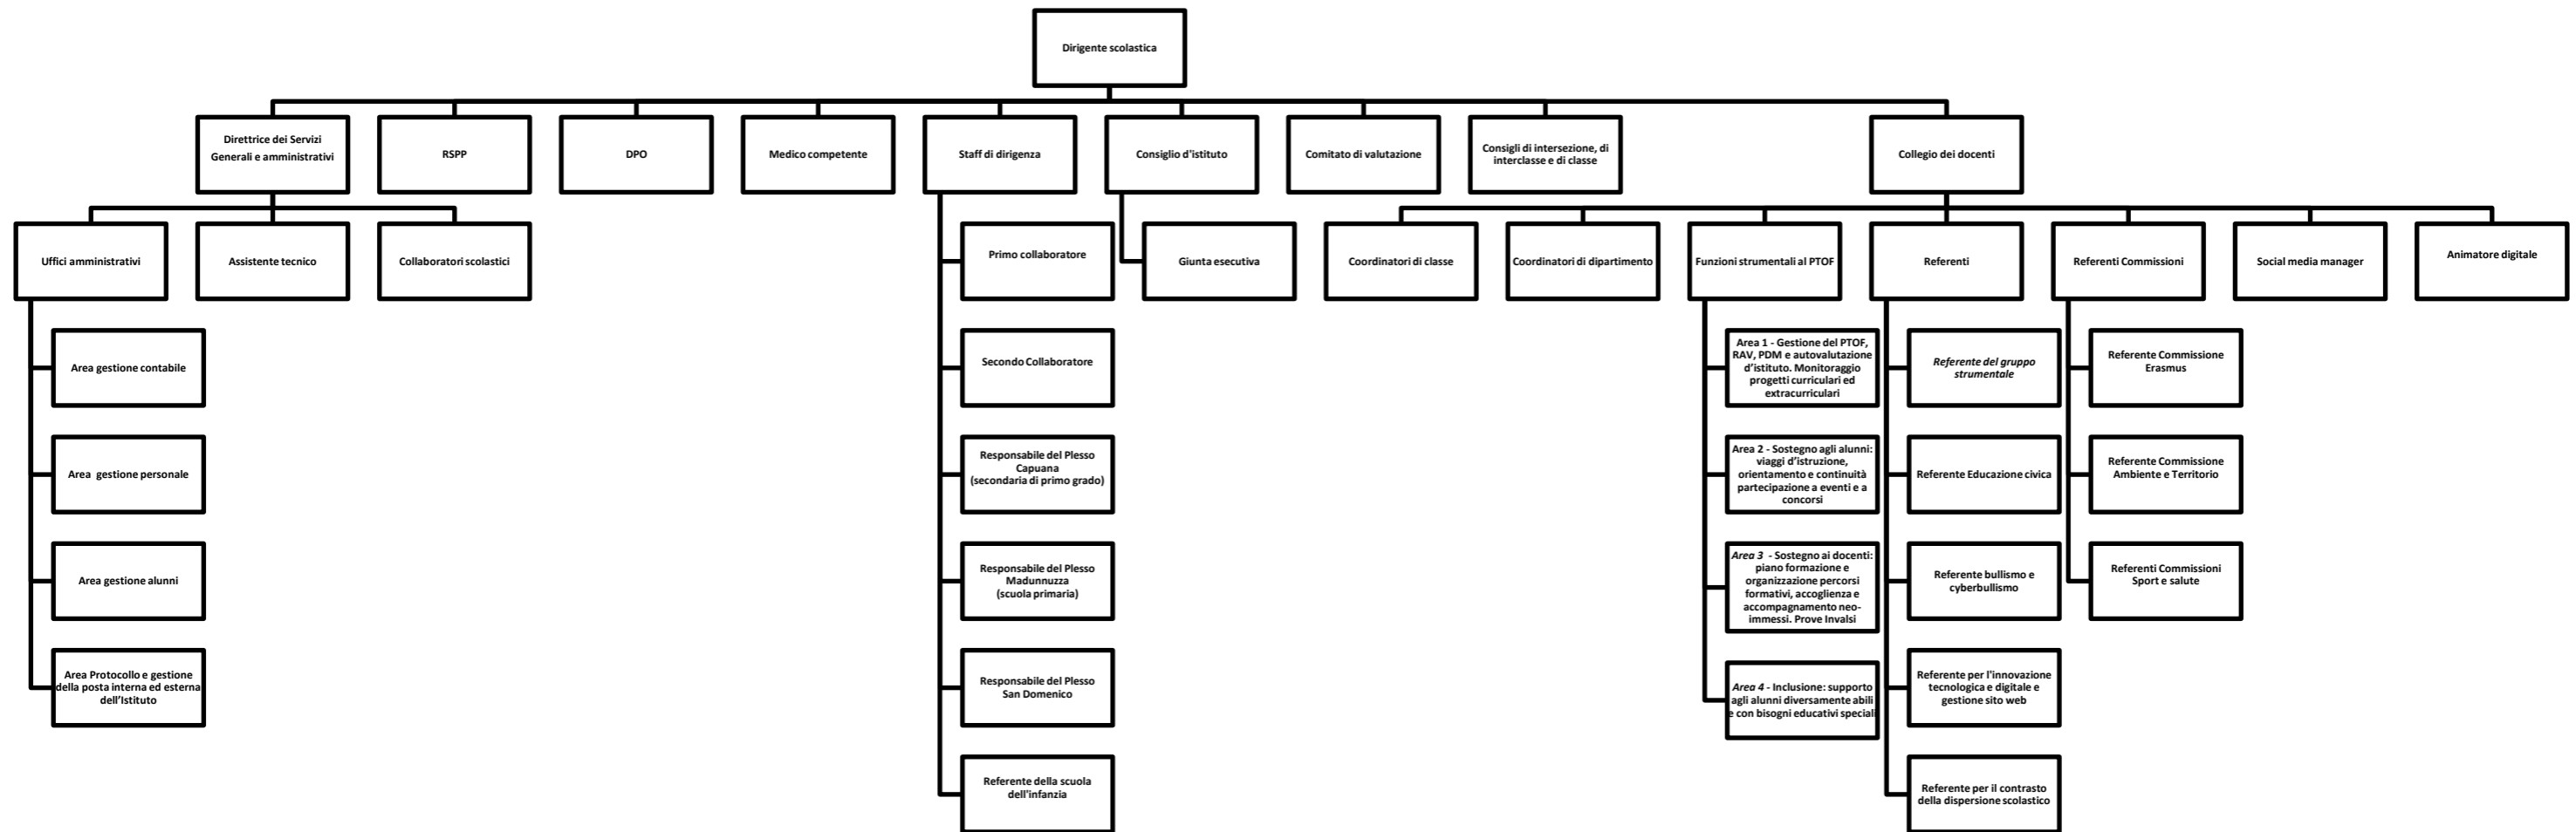 Dirigente scolastica
Direttrice dei Servizi
Generali e amministrativi
RSPP
DPO
Medico competente
Staff di dirigenza
Consiglio d'istituto
Comitato di valutazione
Consigli di intersezione, di
interclasse e di classe
Collegio dei docenti
Uffici amministrativi
Assistente tecnico
Collaboratori scolastici
Primo collaboratore
Giunta esecutiva
Coordinatori di classe
Coordinatori di dipartimento
Funzioni strumentali al PTOF
Referenti
Referenti Commissioni
Social media manager
Animatore digitale
Area gestione contabile
Secondo Collaboratore
Area 1 - Gestione del PTOF,
RAV, PDM e autovalutazione
d'istituto. Monitoraggio
progetti curriculari ed
extracurriculari
Referente del gruppo
strumentale
Referente Commissione
Erasmus
Area  gestione personale
Responsabile del Plesso
Capuana
(secondaria di primo grado)
Area 2 - Sostegno agli alunni:
viaggi d'istruzione,
orientamento e continuità
partecipazione a eventi e a
concorsi
Referente Educazione civica
Referente Commissione
Ambiente e Territorio
Area gestione alunni
Responsabile del Plesso
Madunnuzza
(scuola primaria)
Area 3  - Sostegno ai docenti:
piano formazione e
organizzazione percorsi
formativi, accoglienza e
accompagnamento neo-
immessi. Prove Invalsi
Referente bullismo e
cyberbullismo
Referenti Commissioni
Sport e salute
Area Protocollo e gestione
della posta interna ed esterna
dell'Istituto
Responsabile del Plesso
San Domenico
Area 4 - Inclusione: supporto
agli alunni diversamente abili
e con bisogni educativi speciali
Referente per l'innovazione
tecnologica e digitale e
gestione sito web
Referente della scuola
dell'infanzia
Referente per il contrasto
della dispersione scolastico